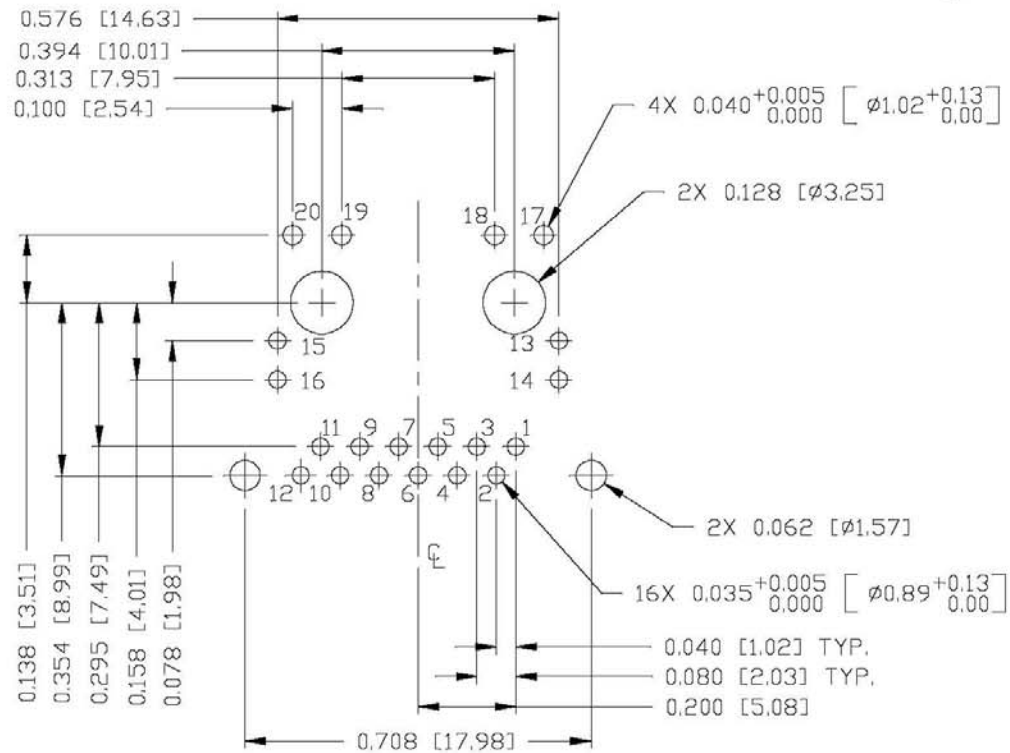 0.576 [14.63]
0.394 [10.01]
0.313 [7.95]
0.100 [2.54]
4X 0.040 +0.005 0.000 [ ø1.02 +0.13 0.00 ]
2X 0.128 [ø3.25]
20 19 18 17
15 13
16 14
11 9 7 5 3 1
12 10 8 6 4 2
℄
2X 0.062 [ø1.57]
16X 0.035 +0.005 0.000 [ ø0.89 +0.13 0.00 ]
0.040 [1.02] TYP.
0.080 [2.03] TYP.
0.200 [5.08]
0.708 [17.98]
0.138 [3.51]
0.354 [8.99]
0.295 [7.49]
0.158 [4.01]
0.078 [1.98]